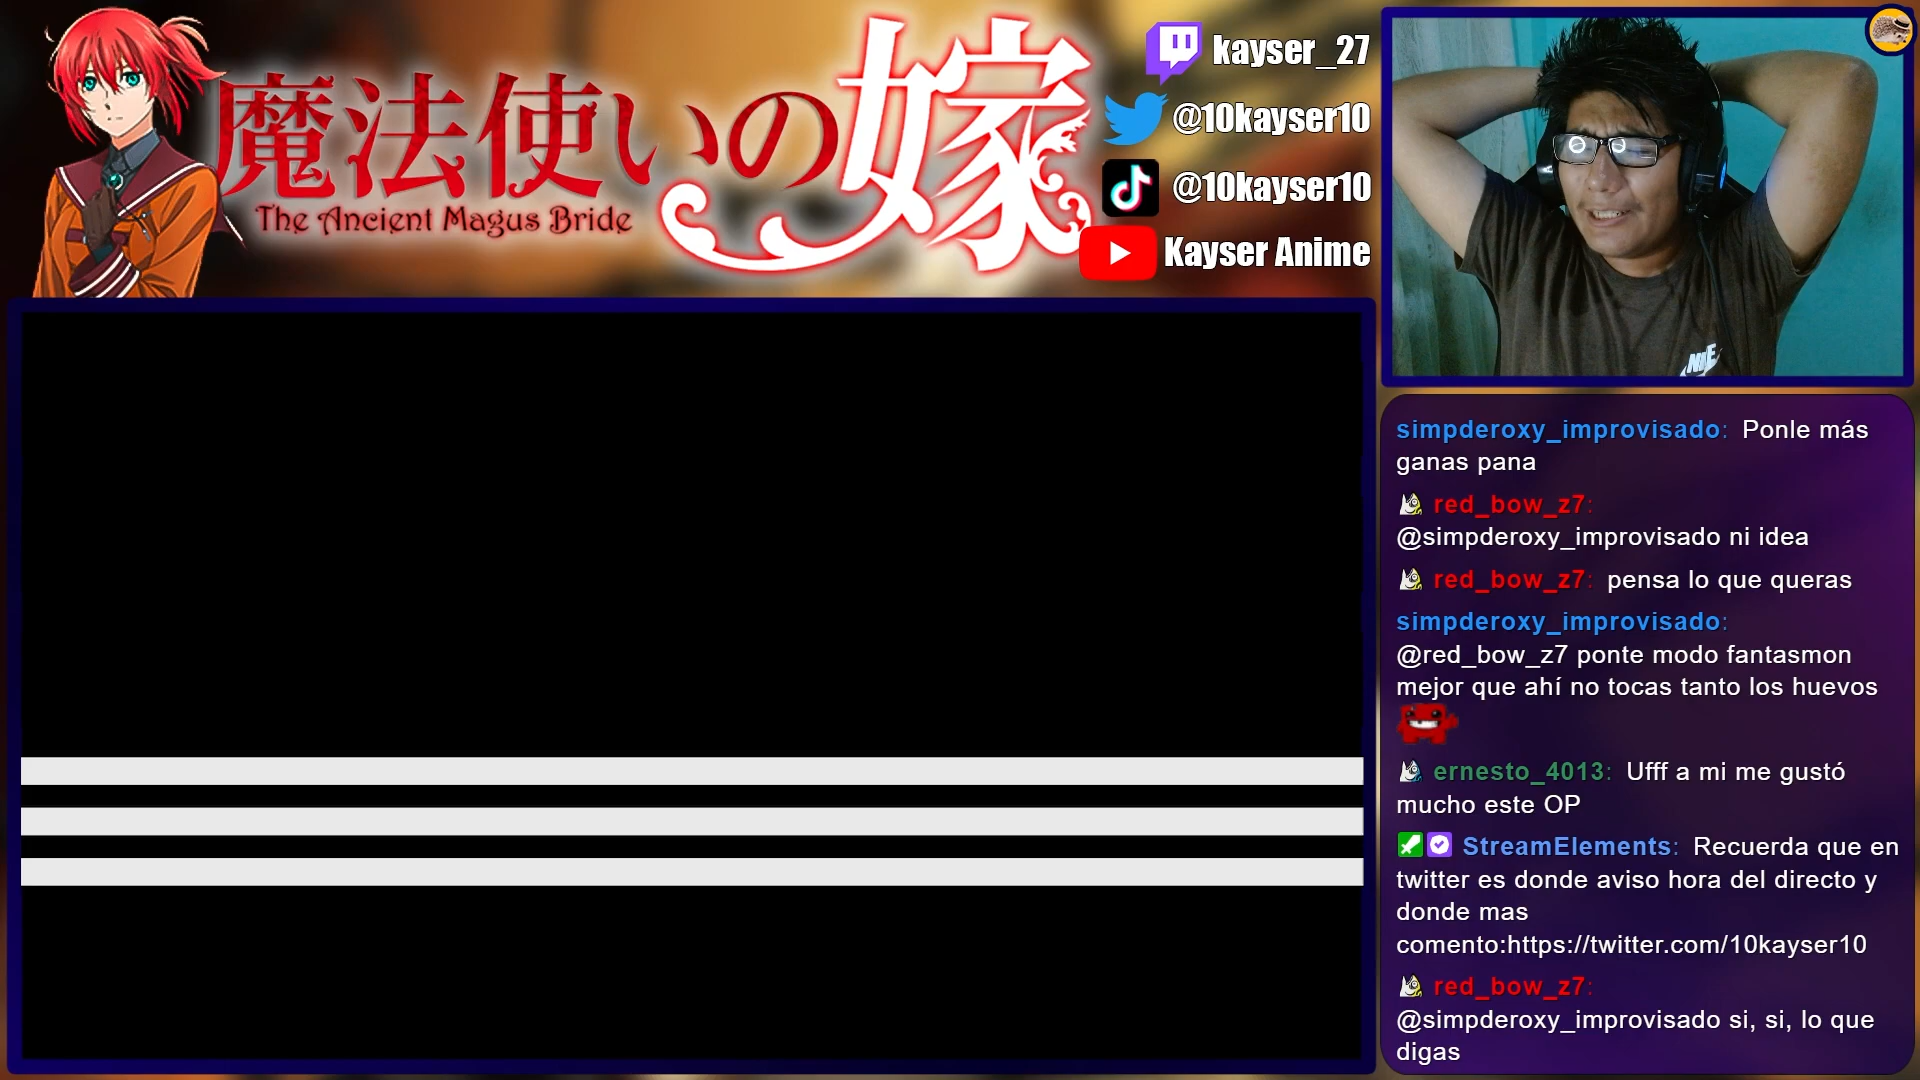 魔法使いの嫁
The Ancient Magus Bride
kayser_27
@10kayser10
@10kayser10
Kayser Anime
NIKE
simpderoxy_improvisado: Ponle más
ganas pana
red_bow_z7:
@simpderoxy_improvisado ni idea
red_bow_z7: pensa lo que queras
simpderoxy_improvisado:
@red_bow_z7 ponte modo fantasmon
mejor que ahí no tocas tanto los huevos
ernesto_4013: Ufff a mi me gustó
mucho este OP
StreamElements: Recuerda que en
twitter es donde aviso hora del directo y
donde mas
comento:https://twitter.com/10kayser10
red_bow_z7:
@simpderoxy_improvisado si, si, lo que
digas